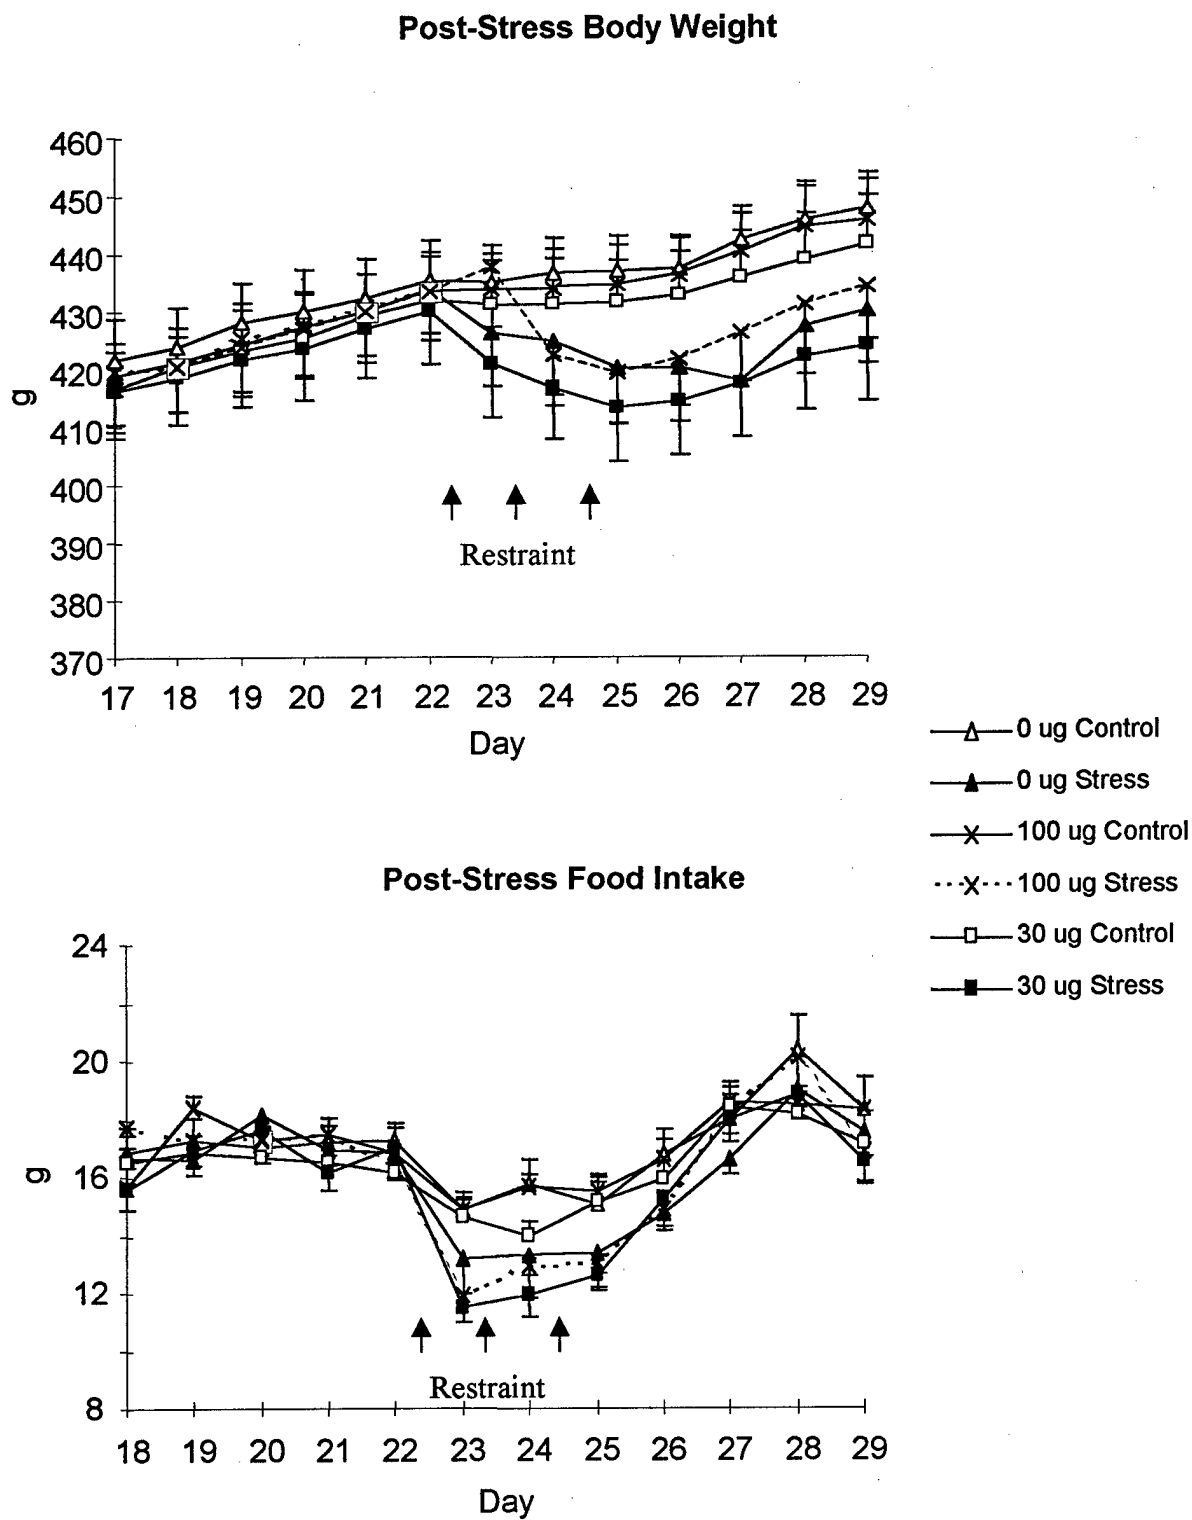 Post-Stress Body Weight
460
450
440
430
420
410
400
390
380
370
g
Restraint
17 18 19 20 21 22 23 24 25 26 27 28 29
Day
0 ug Control
0 ug Stress
100 ug Control
100 ug Stress
30 ug Control
30 ug Stress
Post-Stress Food Intake
24
20
16
12
8
g
Restraint
18 19 20 21 22 23 24 25 26 27 28 29
Day